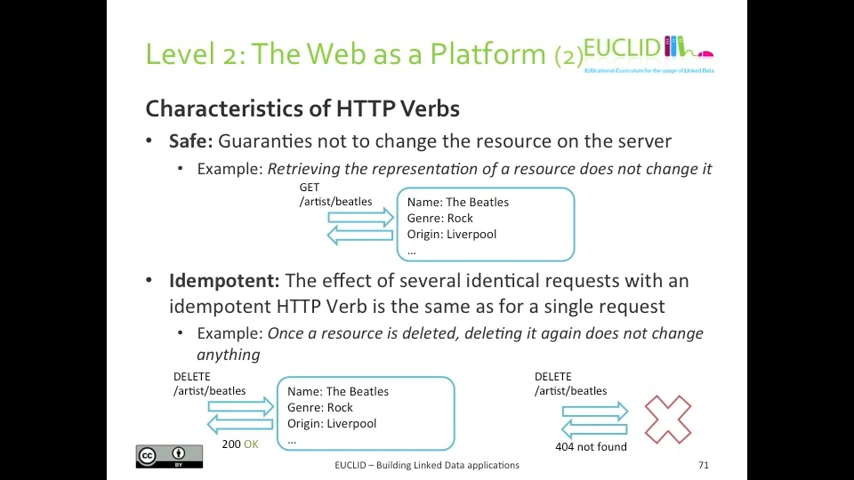 Level 2: The Web as a Platform (2)
EUCLID
Educational Curriculum for the usage of Linked Data
Characteristics of HTTP Verbs
• Safe: Guaranties not to change the resource on the server
• Example: Retrieving the representation of a resource does not change it
GET
/artist/beatles
Name: The Beatles
Genre: Rock
Origin: Liverpool
...
• Idempotent: The effect of several identical requests with an
idempotent HTTP Verb is the same as for a single request
• Example: Once a resource is deleted, deleting it again does not change
anything
DELETE
/artist/beatles
Name: The Beatles
Genre: Rock
Origin: Liverpool
...
200 OK
DELETE
/artist/beatles
404 not found
cc
BY
EUCLID – Building Linked Data applications
71